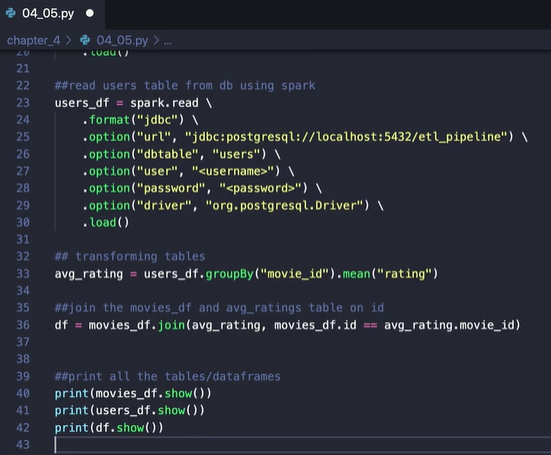 04_05.py
chapter_4 > 04_05.py > ...
20 .load()
21
22 ##read users table from db using spark
23 users_df = spark.read \
24 .format("jdbc") \
25 .option("url", "jdbc:postgresql://localhost:5432/etl_pipeline") \
26 .option("dbtable", "users") \
27 .option("user", "<username>") \
28 .option("password", "<password>") \
29 .option("driver", "org.postgresql.Driver") \
30 .load()
31
32 ## transforming tables
33 avg_rating = users_df.groupBy("movie_id").mean("rating")
34
35 ##join the movies_df and avg_ratings table on id
36 df = movies_df.join(avg_rating, movies_df.id == avg_rating.movie_id)
37
38
39 ##print all the tables/dataframes
40 print(movies_df.show())
41 print(users_df.show())
42 print(df.show())
43